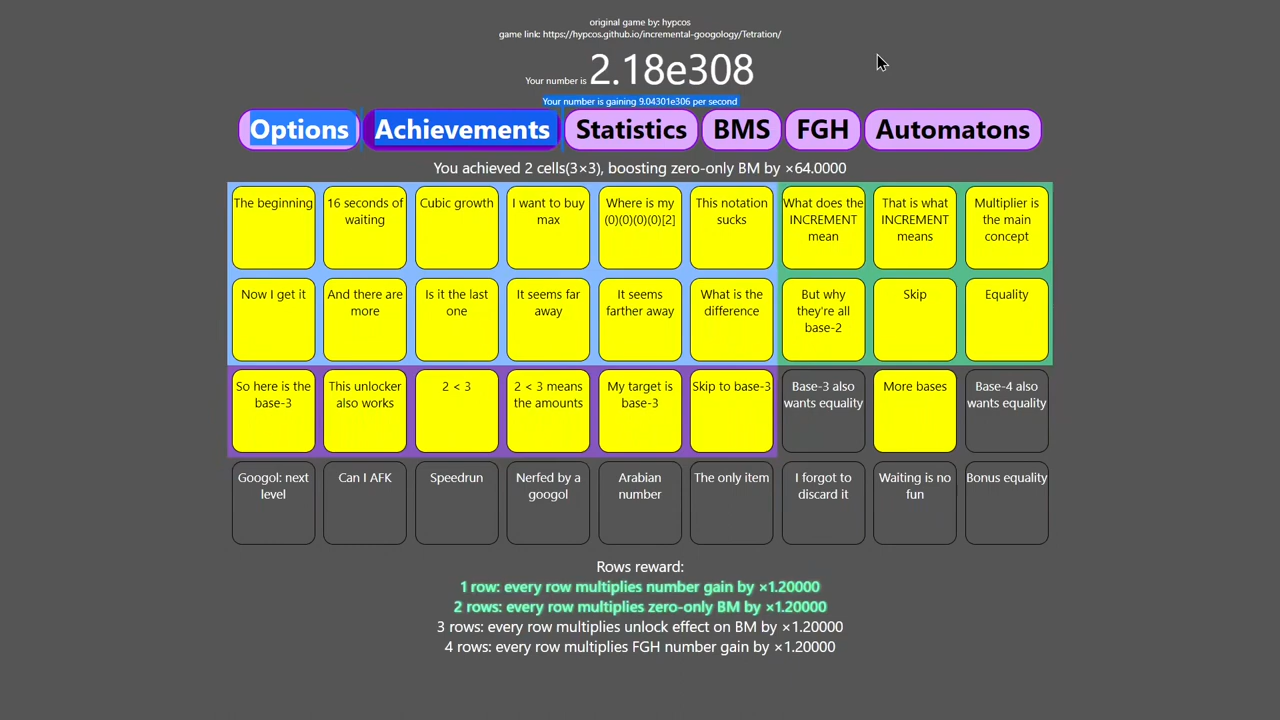 original game by: hypcos
game link: https://hypcos.github.io/incremental-googology/Tetration/
Your number is 2.18e308
Your number is gaining 9.04301e306 per second
Options Achievements Statistics BMS FGH Automatons
You achieved 2 cells(3×3), boosting zero-only BM by ×64.0000
The beginning
16 seconds of
waiting
Cubic growth
I want to buy
max
Where is my
(0)(0)(0)(0)[2]
This notation
sucks
What does the
INCREMENT
mean
That is what
INCREMENT
means
Multiplier is
the main
concept
Now I get it
And there are
more
Is it the last
one
It seems far
away
It seems
farther away
What is the
difference
But why
they're all
base-2
Skip
Equality
So here is the
base-3
This unlocker
also works
2 < 3
2 < 3 means
the amounts
My target is
base-3
Skip to base-3
Base-3 also
wants equality
More bases
Base-4 also
wants equality
Googol: next
level
Can I AFK
Speedrun
Nerfed by a
googol
Arabian
number
The only item
I forgot to
discard it
Waiting is no
fun
Bonus equality
Rows reward:
1 row: every row multiplies number gain by ×1.20000
2 rows: every row multiplies zero-only BM by ×1.20000
3 rows: every row multiplies unlock effect on BM by ×1.20000
4 rows: every row multiplies FGH number gain by ×1.20000